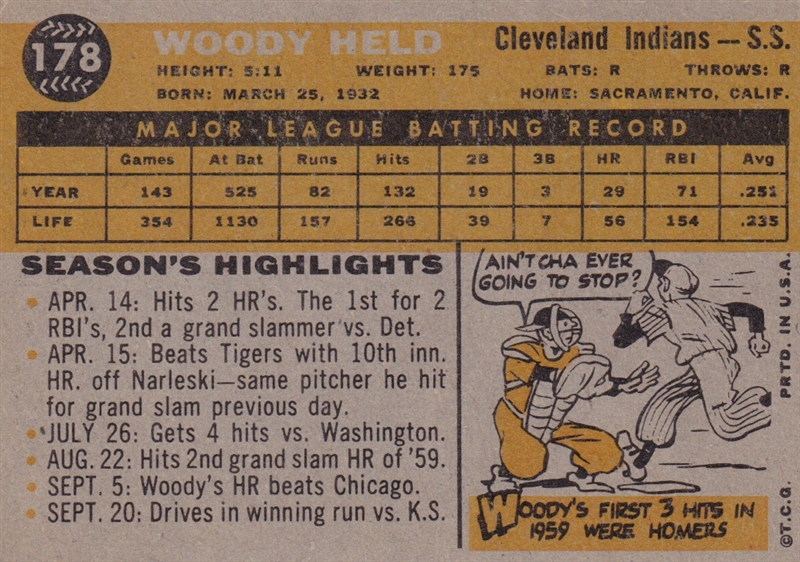 178
WOODY HELD
Cleveland Indians — S.S.
HEIGHT: 5:11 WEIGHT: 175 BATS: R THROWS: R
BORN: MARCH 25, 1932 HOME: SACRAMENTO, CALIF.
MAJOR LEAGUE BATTING RECORD
Games At Bat Runs Hits 2B 3B HR RBI Avg
YEAR 143 525 82 132 19 3 29 71 .251
LIFE 354 1130 157 266 39 7 56 154 .235
SEASON'S HIGHLIGHTS
• APR. 14: Hits 2 HR's. The 1st for 2
RBI's, 2nd a grand slammer vs. Det.
• APR. 15: Beats Tigers with 10th inn.
HR. off Narleski—same pitcher he hit
for grand slam previous day.
• JULY 26: Gets 4 hits vs. Washington.
• AUG. 22: Hits 2nd grand slam HR of '59.
• SEPT. 5: Woody's HR beats Chicago.
• SEPT. 20: Drives in winning run vs. K.S.
AIN'T CHA EVER
GOING TO STOP?
WOODY'S FIRST 3 HITS IN
1959 WERE HOMERS
©T.C.G. PRTD. IN U.S.A.